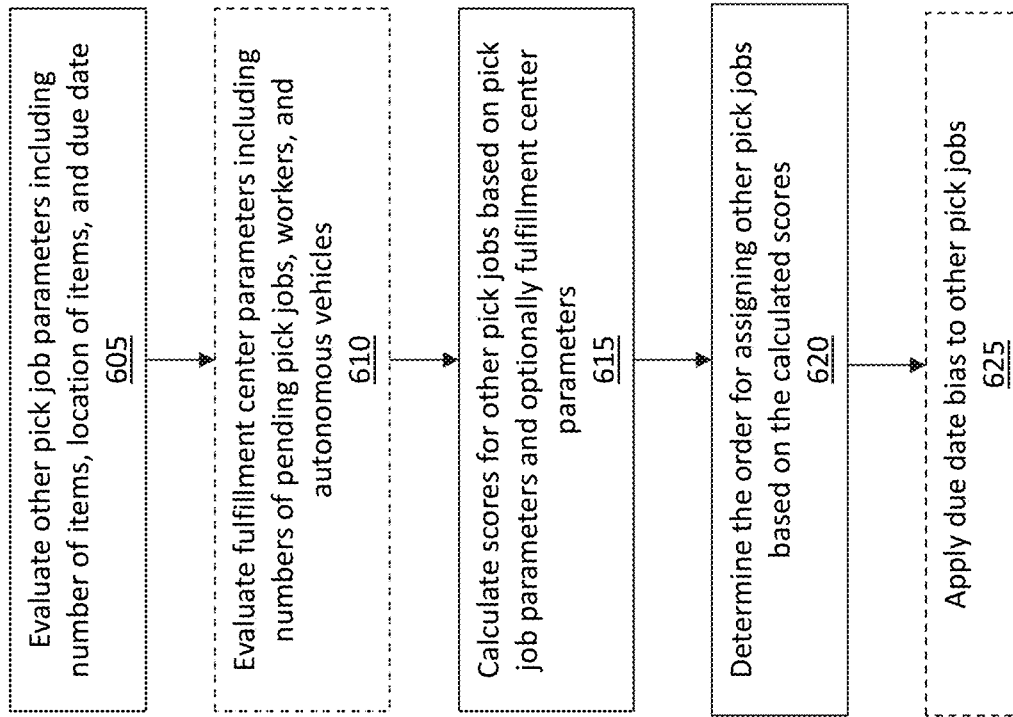 Evaluate other pick job parameters including
number of items, location of items, and due date
605
Evaluate fulfillment center parameters including
numbers of pending pick jobs, workers, and
autonomous vehicles
610
Calculate scores for other pick jobs based on pick
job parameters and optionally fulfillment center
parameters
615
Determine the order for assigning other pick jobs
based on the calculated scores
620
Apply due date bias to other pick jobs
625